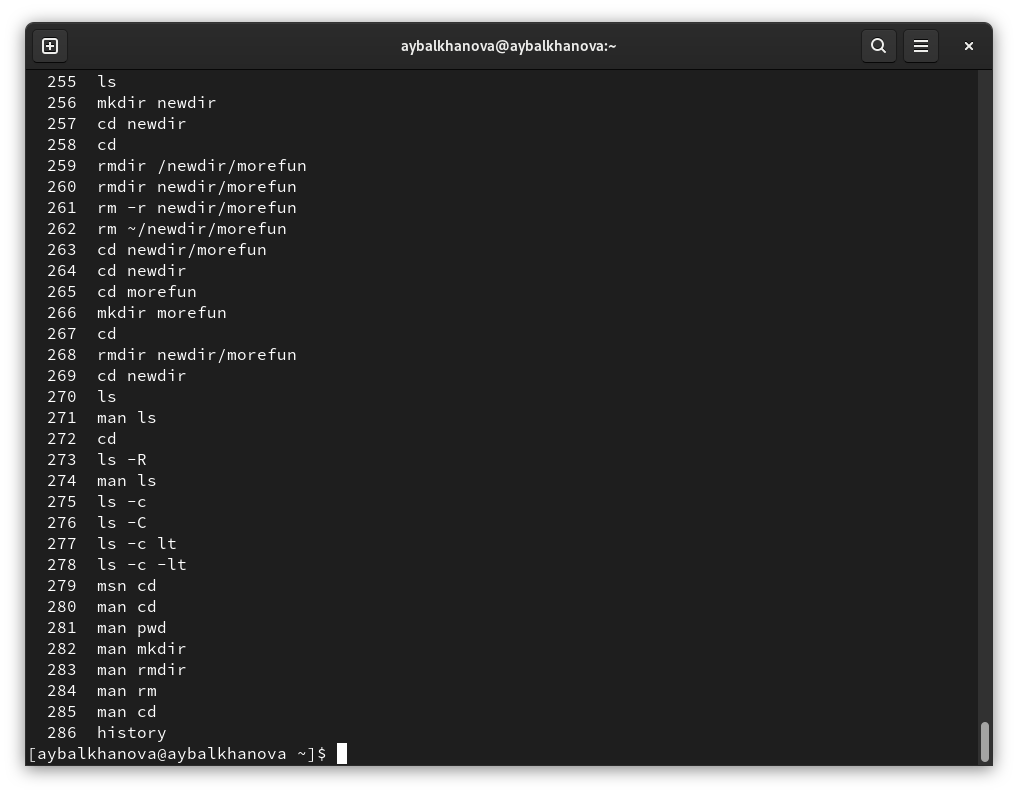 aybalkhanova@aybalkhanova:~
255 ls
256 mkdir newdir
257 cd newdir
258 cd
259 rmdir /newdir/morefun
260 rmdir newdir/morefun
261 rm -r newdir/morefun
262 rm ~/newdir/morefun
263 cd newdir/morefun
264 cd newdir
265 cd morefun
266 mkdir morefun
267 cd
268 rmdir newdir/morefun
269 cd newdir
270 ls
271 man ls
272 cd
273 ls -R
274 man ls
275 ls -c
276 ls -C
277 ls -c lt
278 ls -c -lt
279 msn cd
280 man cd
281 man pwd
282 man mkdir
283 man rmdir
284 man rm
285 man cd
286 history
[aybalkhanova@aybalkhanova ~]$